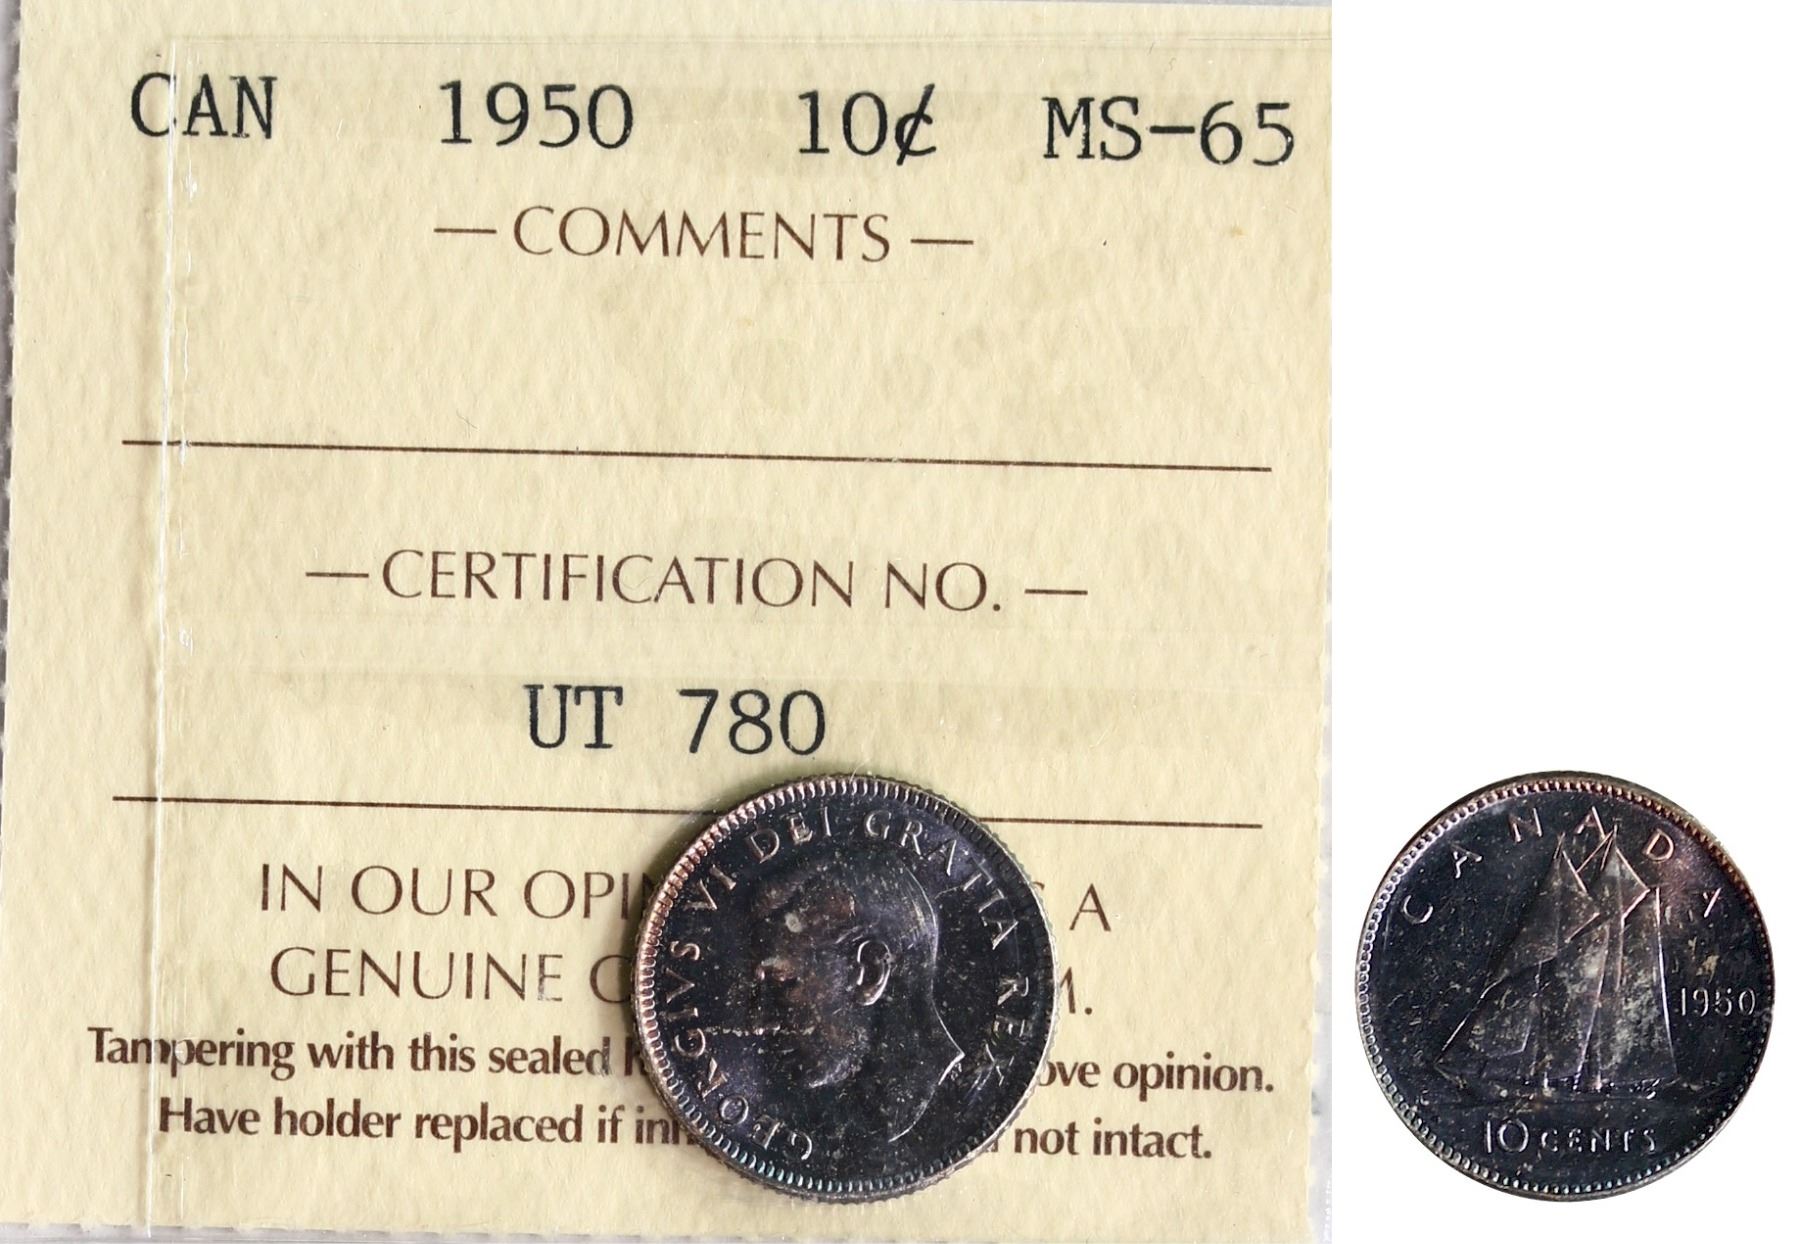 CAN 1950 10¢ MS-65
— COMMENTS —
— CERTIFICATION NO. —
UT 780
IN OUR OPI A
GENUINE C M.
Tampering with this sealed ove opinion.
Have holder replaced if in not intact.
GEORGIVS VI DEI GRATIA REX
CANADA
1950
10 CENTS